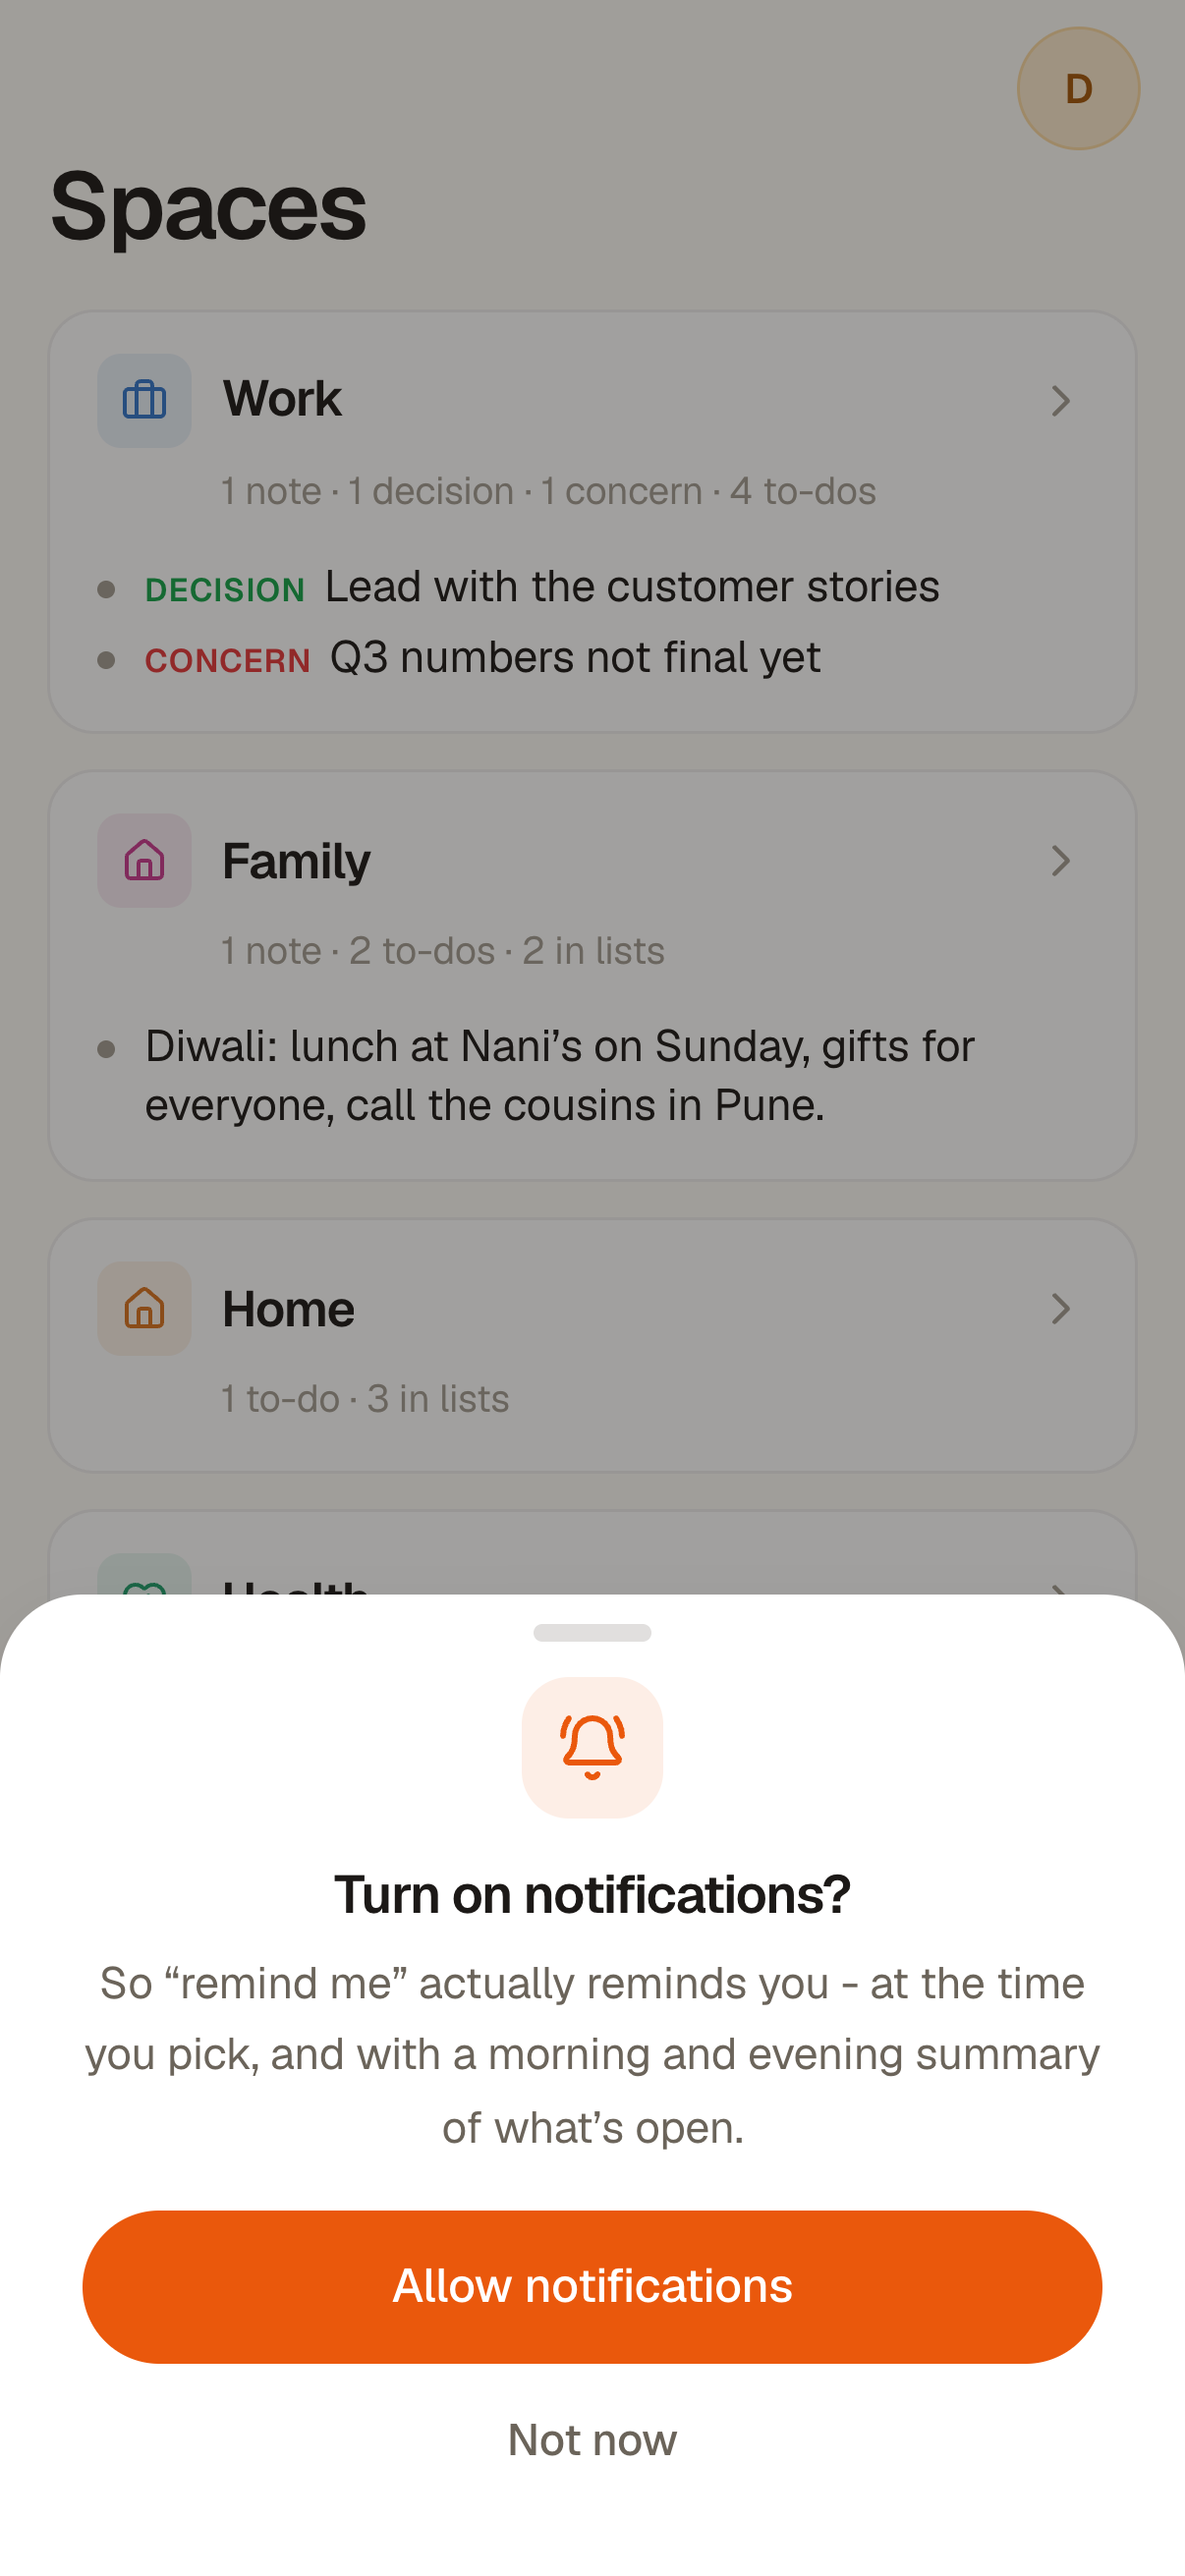 D
Spaces
Work
1 note · 1 decision · 1 concern · 4 to-dos
DECISION Lead with the customer stories
CONCERN Q3 numbers not final yet
Family
1 note · 2 to-dos · 2 in lists
Diwali: lunch at Nani’s on Sunday, gifts for
everyone, call the cousins in Pune.
Home
1 to-do · 3 in lists
Health
Turn on notifications?
So “remind me” actually reminds you - at the time
you pick, and with a morning and evening summary
of what’s open.
Allow notifications
Not now